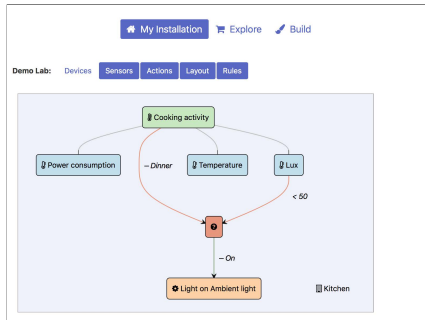 My Installation Explore Build
Demo Lab: Devices Sensors Actions Layout Rules
Cooking activity
Power consumption – Dinner Temperature Lux
< 50
?
– On
Light on Ambient light Kitchen